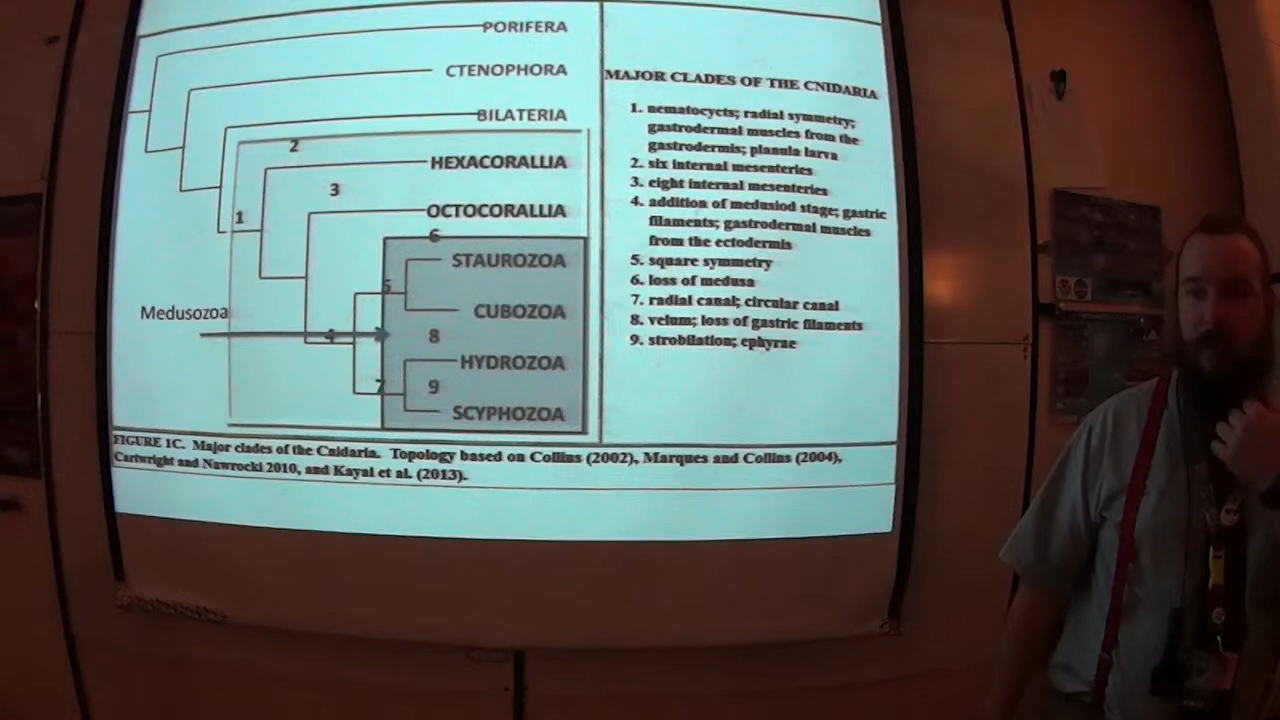 PORIFERA
CTENOPHORA
BILATERIA
2
HEXACORALLIA
3
OCTOCORALLIA
1
6
STAUROZOA
5
CUBOZOA
Medusozoa
4
8
HYDROZOA
7
9
SCYPHOZOA
MAJOR CLADES OF THE CNIDARIA
1. nematocycts; radial symmetry;
gastrodermal muscles from the
gastrodermis; planula larva
2. six internal mesenteries
3. eight internal mesenteries
4. addition of medusiod stage; gastric
filaments; gastrodermal muscles
from the ectodermis
5. square symmetry
6. loss of medusa
7. radial canal; circular canal
8. velum; loss of gastric filaments
9. strobilation; ephyrae
FIGURE 1C. Major clades of the Cnidaria. Topology based on Collins (2002), Marques and Collins (2004),
Cartwright and Nawrocki 2010, and Kayal et al. (2013).